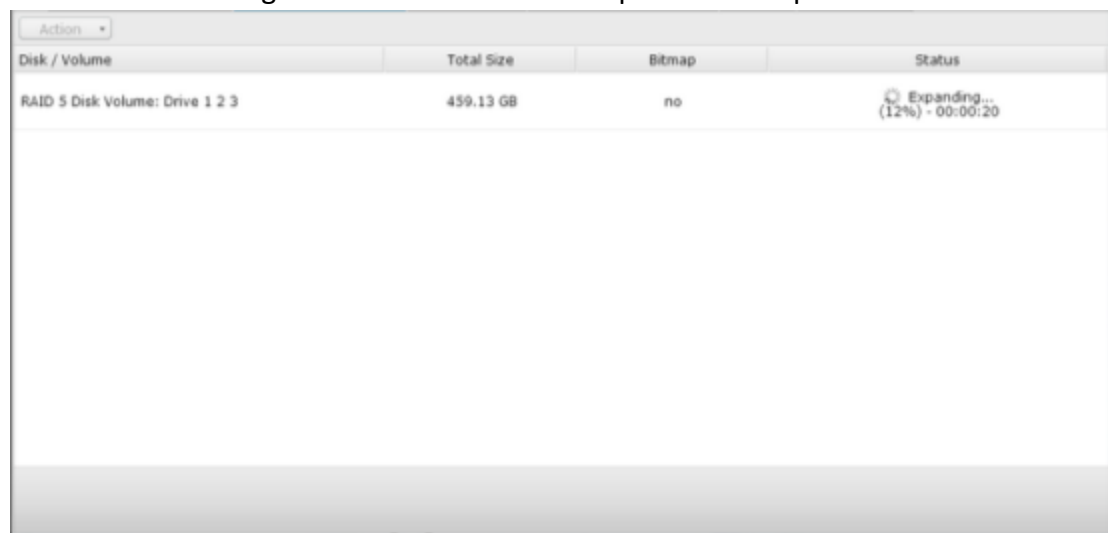 Action
Disk / Volume Total Size Bitmap Status
RAID 5 Disk Volume: Drive 1 2 3 459.13 GB no Expanding...
(12%) - 00:00:20